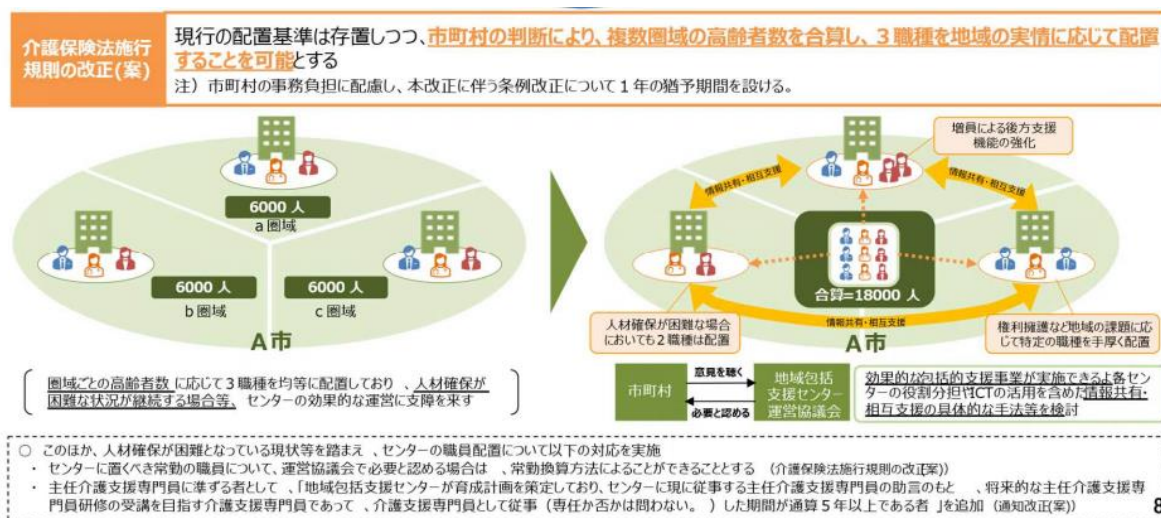 介護保険法施行
規則の改正(案)
現行の配置基準は存置しつつ、市町村の判断により、複数圏域の高齢者数を合算し、3職種を地域の実情に応じて配置
することを可能とする
注）市町村の事務負担に配慮し、本改正に伴う条例改正について1年の猶予期間を設ける。
6000 人
a 圏域
6000 人
b 圏域
6000 人
c 圏域
A市
増員による後方支援
機能の強化
情報共有・相互支援
情報共有・相互支援
合算=18000 人
情報共有・相互支援
人材確保が困難な場合
においても2職種は配置
権利擁護など地域の課題に応
じて特定の職種を手厚く配置
A市
圏域ごとの高齢者数 に応じて3職種を均等に配置しており 、人材確保が
困難な状況が継続する場合等、 センターの効果的な運営に支障を来す
市町村
意見を聴く
必要と認める
地域包括
支援センター
運営協議会
効果的な包括的支援事業が実施できるよ各セン
ターの役割分担やICTの活用を含めた情報共有・
相互支援の具体的な手法等を検討
○ このほか、人材確保が困難となっている現状等を踏まえ 、センターの職員配置について以下の対応を実施
・ センターに置くべき常勤の職員について、運営協議会で必要と認める場合は 、常勤換算方法によることができることとする (介護保険法施行規則の改正案))
・ 主任介護支援専門員に準ずる者として 、「地域包括支援センターが育成計画を策定しており、センターに現に従事する主任介護支援専門員の助言のもと 、将来的な主任介護支援専
門員研修の受講を目指す介護支援専門員であって 、介護支援専門員として従事（専任か否かは問わない。 ）した期間が通算5年以上である者 」を追加 (通知改正(案))
8